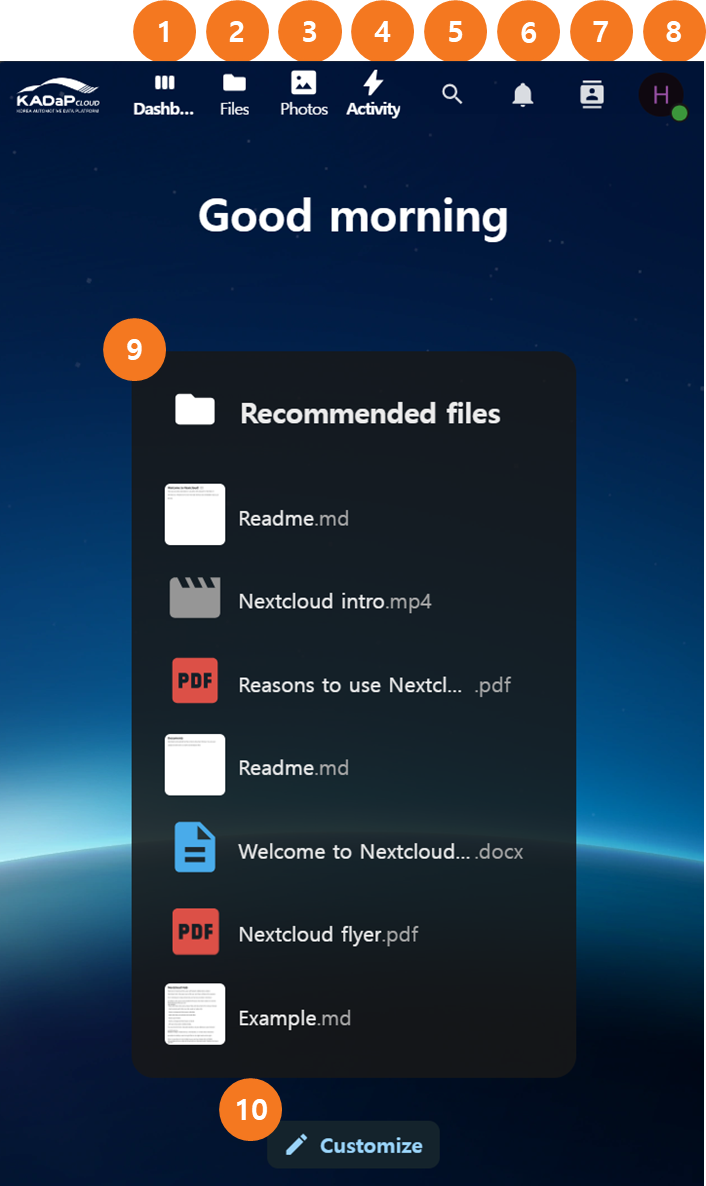 1 2 3 4 5 6 7 8
KADaP CLOUD
KOREA AUTOMOTIVE DATA PLATFORM
Dashb... Files Photos Activity H
Good morning
9
Recommended files
Readme.md
Nextcloud intro.mp4
PDF Reasons to use Nextcl... .pdf
Readme.md
Welcome to Nextcloud... .docx
PDF Nextcloud flyer.pdf
Example.md
10
Customize